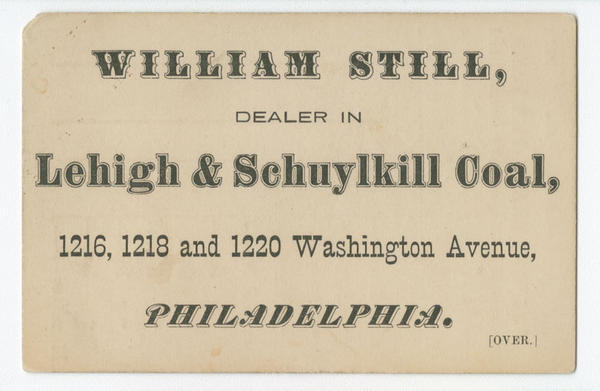 WILLIAM STILL,
DEALER IN
Lehigh & Schuylkill Coal,
1216, 1218 and 1220 Washington Avenue,
PHILADELPHIA.
[OVER.]